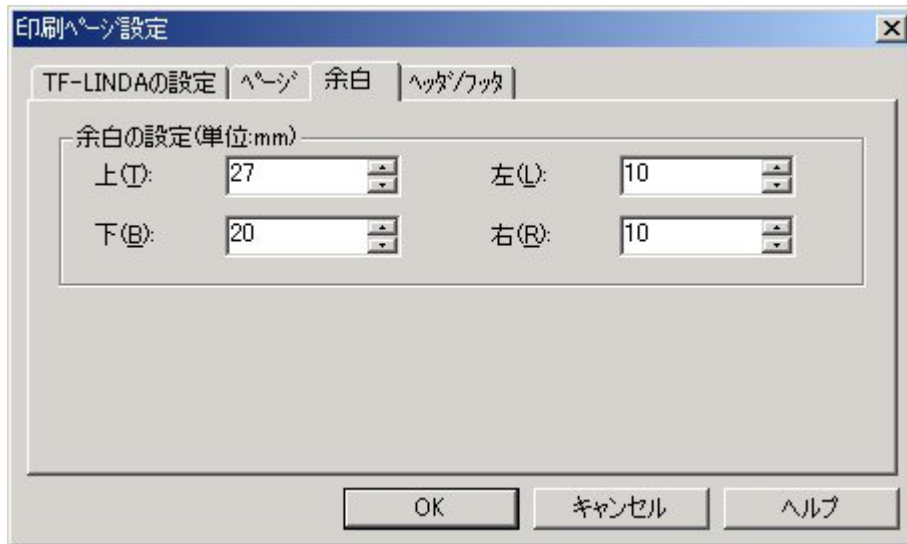 印刷ﾍﾟｰｼﾞ設定
TF-LINDAの設定 ﾍﾟｰｼﾞ 余白 ﾍｯﾀﾞ/ﾌｯﾀ
余白の設定(単位:mm)
上(T): 27 左(L): 10
下(B): 20 右(R): 10
OK キャンセル ヘルプ